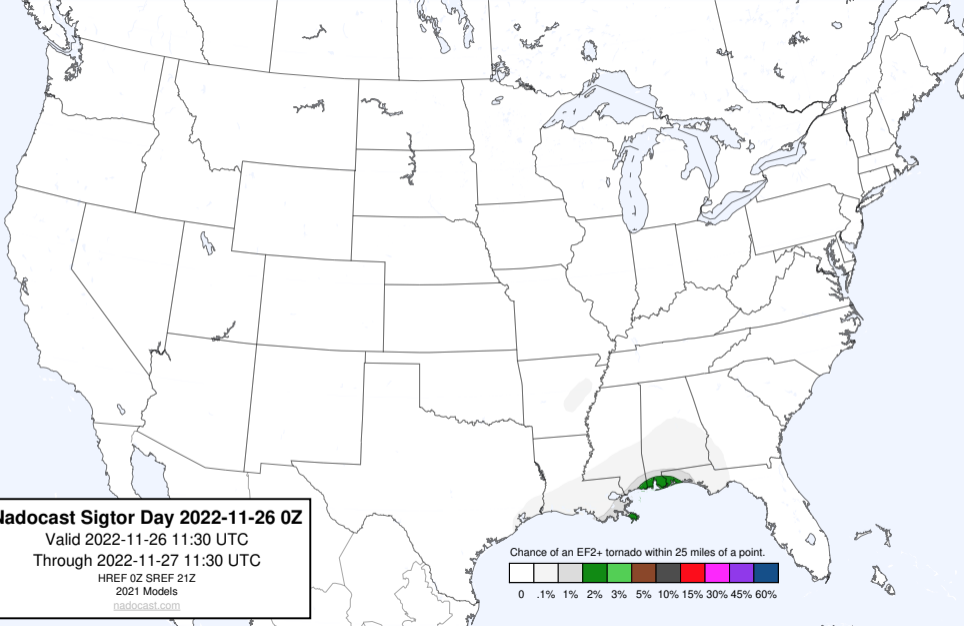 Nadocast Sigtor Day 2022-11-26 0Z
Valid 2022-11-26 11:30 UTC
Through 2022-11-27 11:30 UTC
HREF 0Z SREF 21Z
2021 Models
nadocast.com
Chance of an EF2+ tornado within 25 miles of a point.
0 .1% 1% 2% 3% 5% 10% 15% 30% 45% 60%